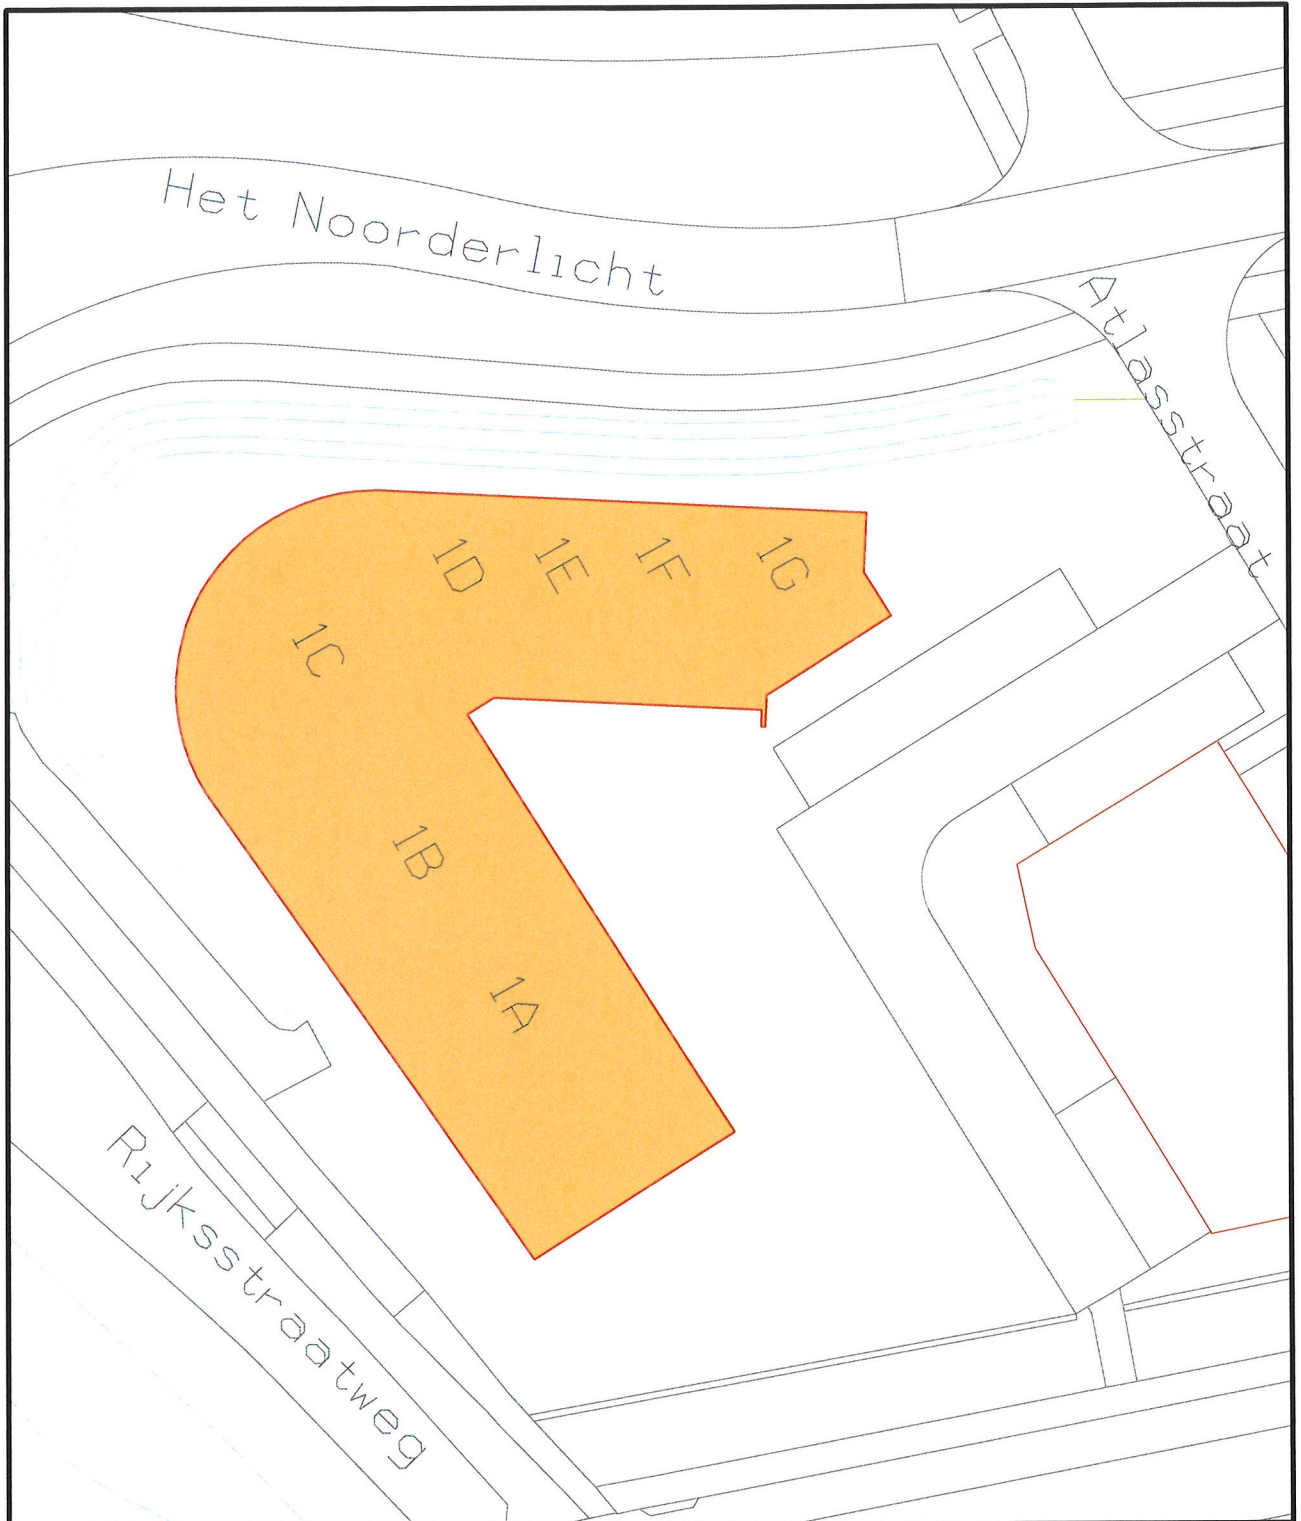 Het Noorderlicht
Atlasstraat
1D
1E
1F
1G
1C
1B
1A
Rijksstraatweg